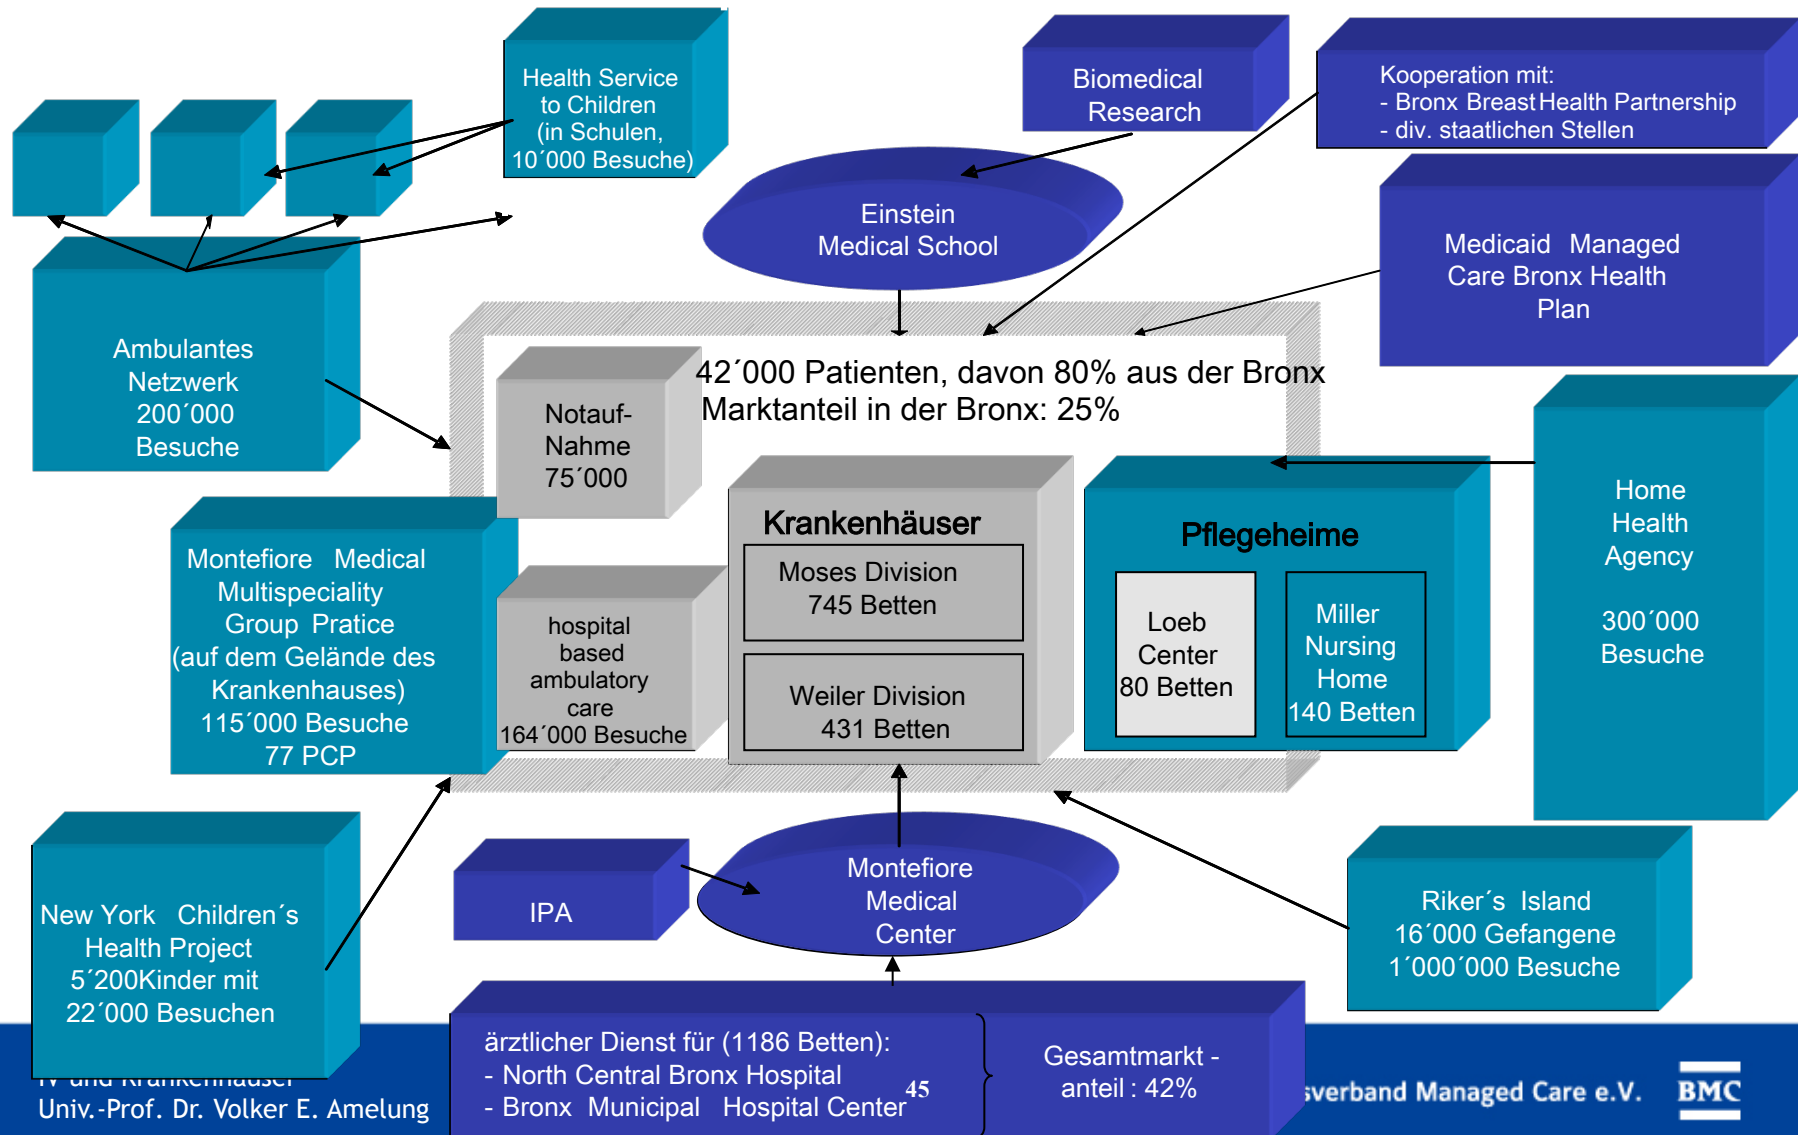 Health Service
to Children
(in Schulen,
10´000 Besuche)
Biomedical
Research
Kooperation mit:
- Bronx Breast Health Partnership
- div. staatlichen Stellen
Einstein
Medical School
Medicaid Managed
Care Bronx Health
Plan
Ambulantes
Netzwerk
200´000
Besuche
42´000 Patienten, davon 80% aus der Bronx
Marktanteil in der Bronx: 25%
Notauf-
Nahme
75´000
Krankenhäuser
Moses Division
745 Betten
Weiler Division
431 Betten
Pflegeheime
Loeb
Center
80 Betten
Miller
Nursing
Home
140 Betten
Home
Health
Agency
300´000
Besuche
Montefiore Medical
Multispeciality
Group Pratice
(auf dem Gelände des
Krankenhauses)
115´000 Besuche
77 PCP
hospital
based
ambulatory
care
164´000 Besuche
New York Children´s
Health Project
5´200Kinder mit
22´000 Besuchen
IPA
Montefiore
Medical
Center
Riker´s Island
16´000 Gefangene
1´000´000 Besuche
ärztlicher Dienst für (1186 Betten):
- North Central Bronx Hospital
- Bronx Municipal Hospital Center
Gesamtmarkt -
anteil : 42%
IV und Krankenhäuser
Univ.-Prof. Dr. Volker E. Amelung
45
sverband Managed Care e.V.
BMC